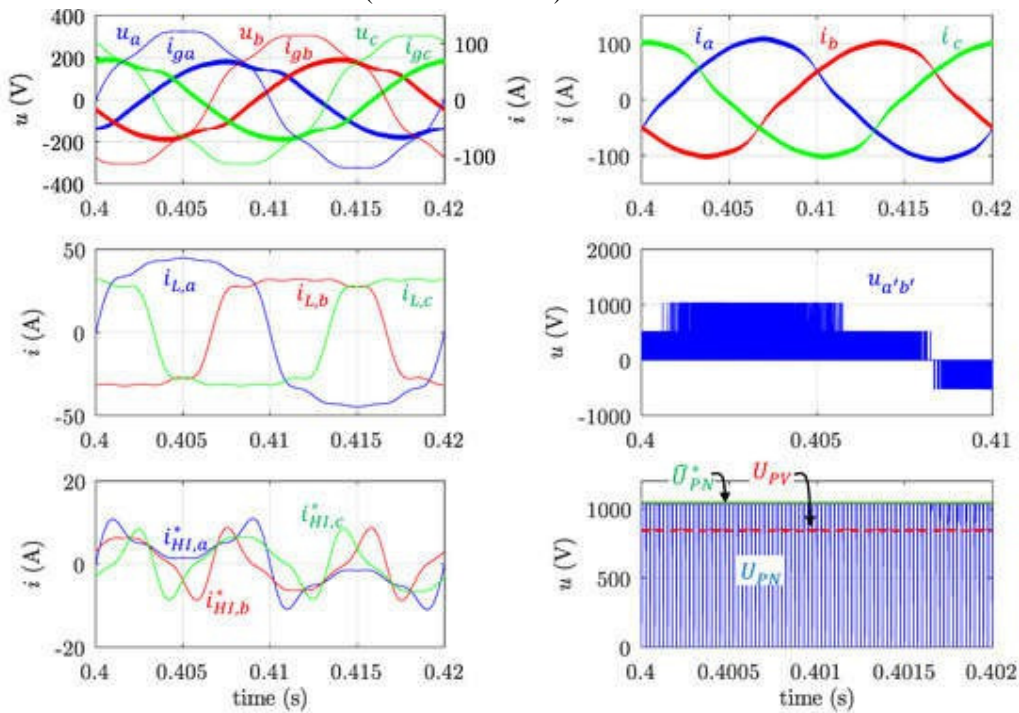 u_a i_ga u_b i_gb u_c i_gc
400
200
0
-200
-400
u (V)
100
0
-100
i (A)
0.4 0.405 0.41 0.415 0.42
i_a i_b i_c
100
0
-100
i (A)
0.4 0.405 0.41 0.415 0.42
50
0
-50
i (A)
i_L,a i_L,b i_L,c
0.4 0.405 0.41 0.415 0.42
2000
1000
0
-1000
u (V)
u_a'b'
0.4 0.405 0.41
20
0
-20
i (A)
i*_HI,a i*_HI,c
i*_HI,b
0.4 0.405 0.41 0.415 0.42
time (s)
Û*_PN U_PV
1000
500
0
u (V)
U_PN
0.4 0.4005 0.401 0.4015 0.402
time (s)